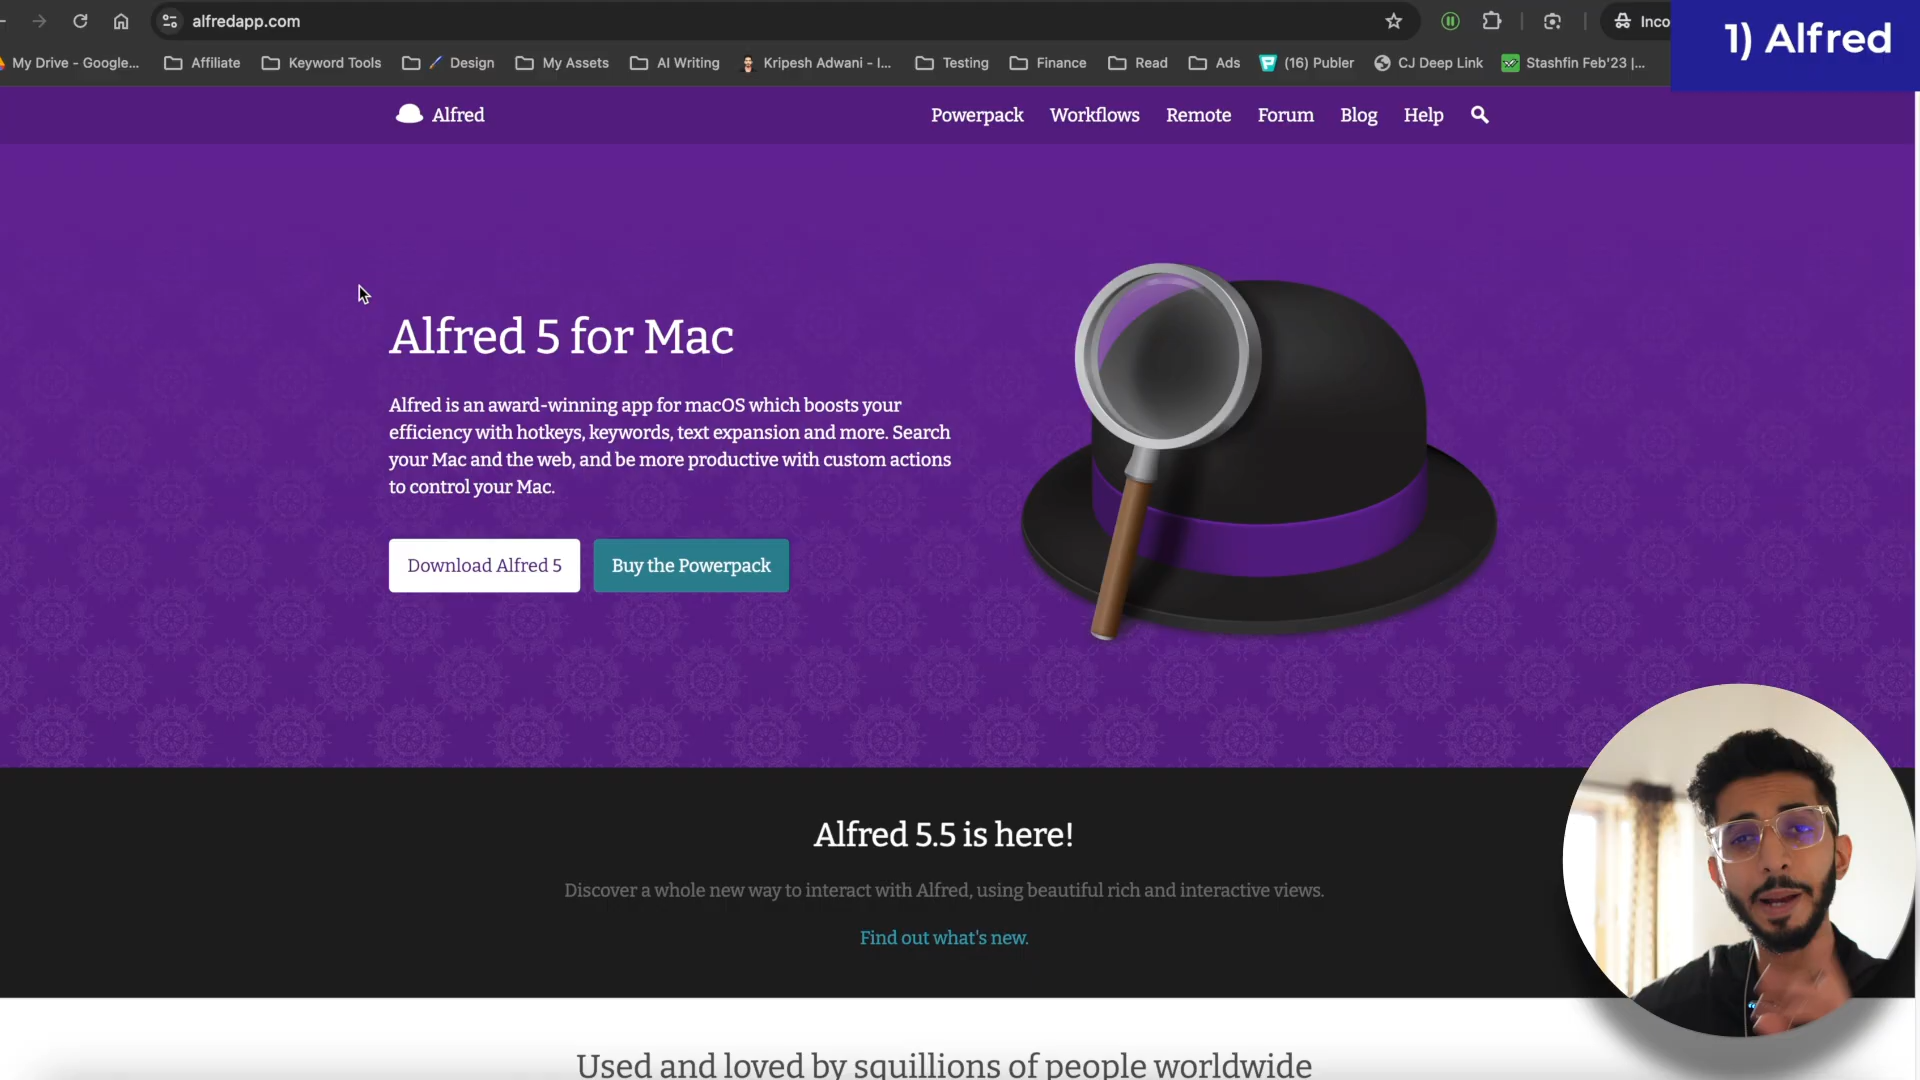 alfredapp.com
Inco
1) Alfred
My Drive - Google...
Affiliate
Keyword Tools
Design
My Assets
AI Writing
Kripesh Adwani - I...
Testing
Finance
Read
Ads
(16) Publer
CJ Deep Link
Stashfin Feb'23 |...
Alfred
Powerpack
Workflows
Remote
Forum
Blog
Help
Alfred 5 for Mac
Alfred is an award-winning app for macOS which boosts your
efficiency with hotkeys, keywords, text expansion and more. Search
your Mac and the web, and be more productive with custom actions
to control your Mac.
Download Alfred 5
Buy the Powerpack
Alfred 5.5 is here!
Discover a whole new way to interact with Alfred, using beautiful rich and interactive views.
Find out what's new.
Used and loved by squillions of people worldwide